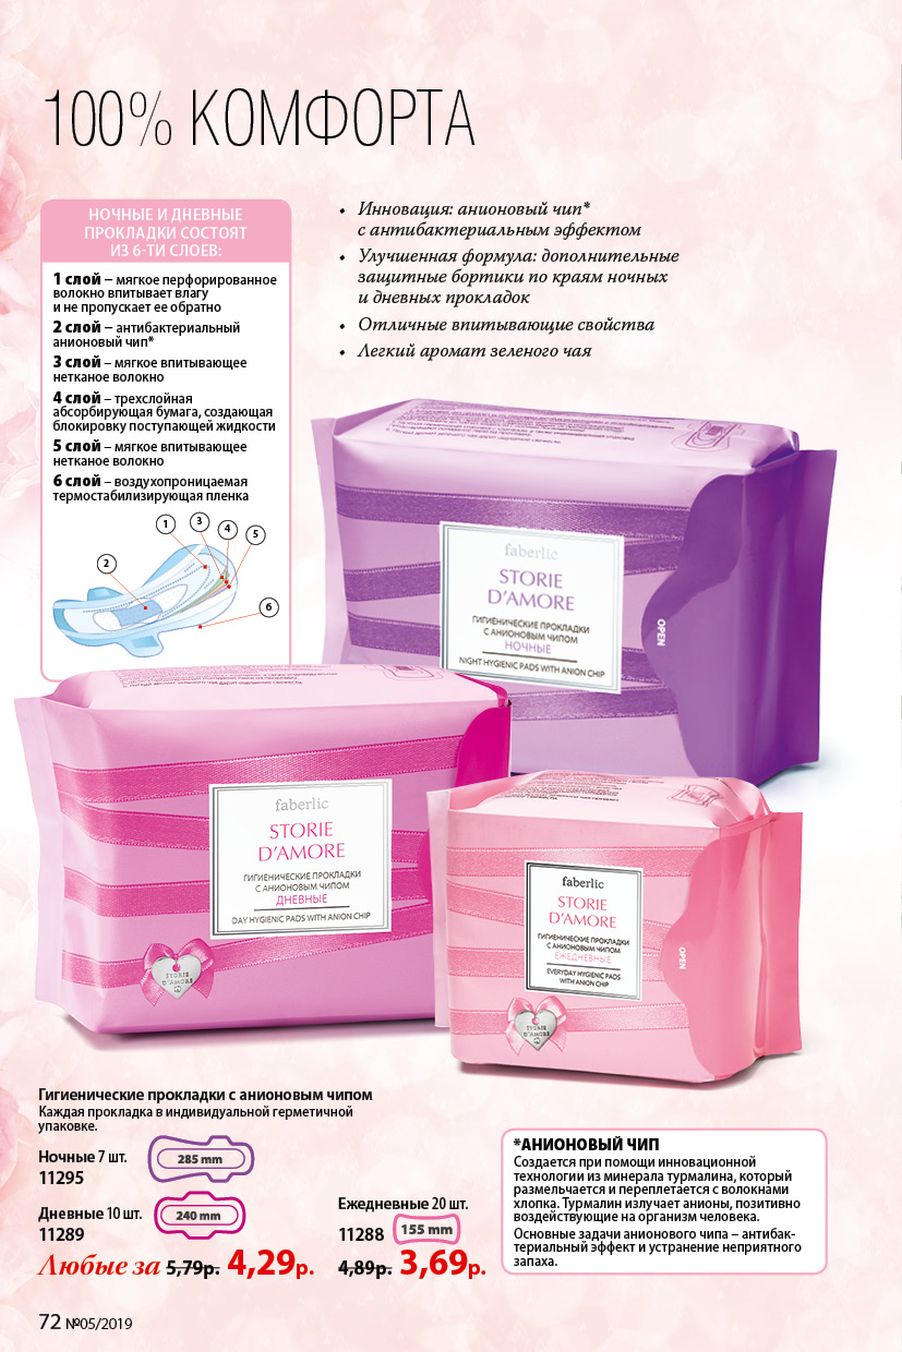 100% КОМФОРТА
НОЧНЫЕ И ДНЕВНЫЕ
ПРОКЛАДКИ СОСТОЯТ
ИЗ 6-ТИ СЛОЕВ:
1 слой – мягкое перфорированное
волокно впитывает влагу
и не пропускает ее обратно
2 слой – антибактериальный
анионовый чип*
3 слой – мягкое впитывающее
нетканое волокно
4 слой – трехслойная
абсорбирующая бумага, создающая
блокировку поступающей жидкости
5 слой – мягкое впитывающее
нетканое волокно
6 слой – воздухопроницаемая
термостабилизирующая пленка
1
3
4
5
2
6
• Инновация: анионовый чип*
с антибактериальным эффектом
• Улучшенная формула: дополнительные
защитные бортики по краям ночных
и дневных прокладок
• Отличные впитывающие свойства
• Легкий аромат зеленого чая
faberlic
STORIE
D'AMORE
ГИГИЕНИЧЕСКИЕ ПРОКЛАДКИ
С АНИОНОВЫМ ЧИПОМ
НОЧНЫЕ
NIGHT HYGIENIC PADS WITH ANION CHIP
OPEN
faberlic
STORIE
D'AMORE
ГИГИЕНИЧЕСКИЕ ПРОКЛАДКИ
С АНИОНОВЫМ ЧИПОМ
ДНЕВНЫЕ
DAY HYGIENIC PADS WITH ANION CHIP
STORIE
D'AMORE
faberlic
STORIE
D'AMORE
ГИГИЕНИЧЕСКИЕ ПРОКЛАДКИ
С АНИОНОВЫМ ЧИПОМ
ЕЖЕДНЕВНЫЕ
EVERYDAY HYGIENIC PADS
WITH ANION CHIP
OPEN
STORIE
D'AMORE
Гигиенические прокладки с анионовым чипом
Каждая прокладка в индивидуальной герметичной
упаковке.
Ночные 7 шт.
11295
285 mm
Дневные 10 шт.
11289
240 mm
Любые за 5,79р. 4,29р.
Ежедневные 20 шт.
11288
155 mm
4,89р. 3,69р.
*АНИОНОВЫЙ ЧИП
Создается при помощи инновационной
технологии из минерала турмалина, который
размельчается и переплетается с волокнами
хлопка. Турмалин излучает анионы, позитивно
воздействующие на организм человека.
Основные задачи анионового чипа – антибак-
териальный эффект и устранение неприятного
запаха.
72 №05/2019